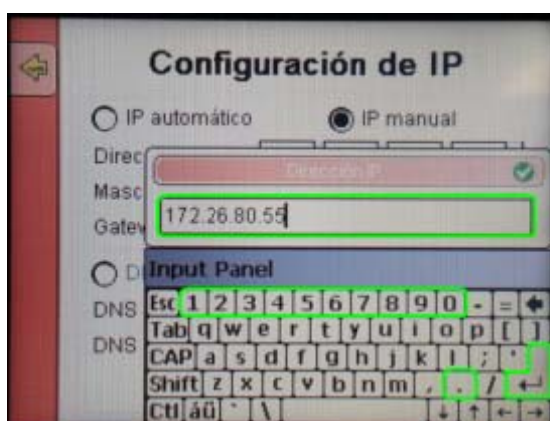 Configuración de IP
IP automático IP manual
Direc
Dirección IP
Masc
172.26.80.55
Gatew
D
Input Panel
DNS
Esc 1 2 3 4 5 6 7 8 9 0 - =
Tab q w e r t y u i o p [ ]
DNS
CAP a s d f g h j k l ; '
Shift z x c v b n m , . /
Ctl áü ` \